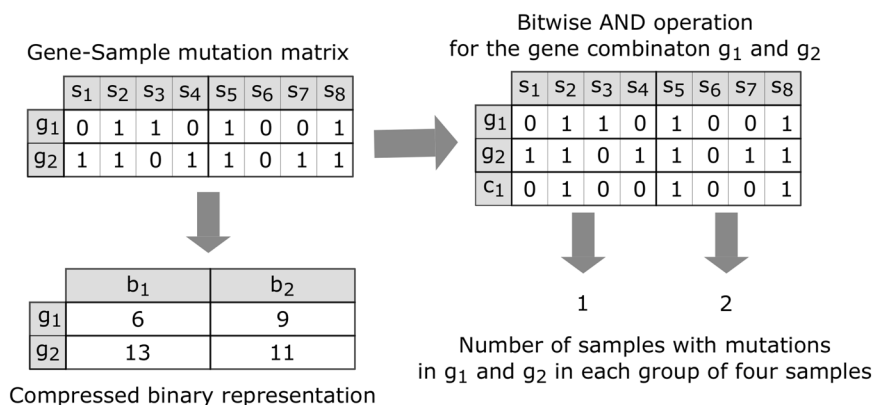 Gene-Sample mutation matrix
s1 s2 s3 s4 s5 s6 s7 s8
g1 0 1 1 0 1 0 0 1
g2 1 1 0 1 1 0 1 1
b1 b2
g1 6 9
g2 13 11
Compressed binary representation
Bitwise AND operation
for the gene combinaton g1 and g2
s1 s2 s3 s4 s5 s6 s7 s8
g1 0 1 1 0 1 0 0 1
g2 1 1 0 1 1 0 1 1
c1 0 1 0 0 1 0 0 1
1 2
Number of samples with mutations
in g1 and g2 in each group of four samples